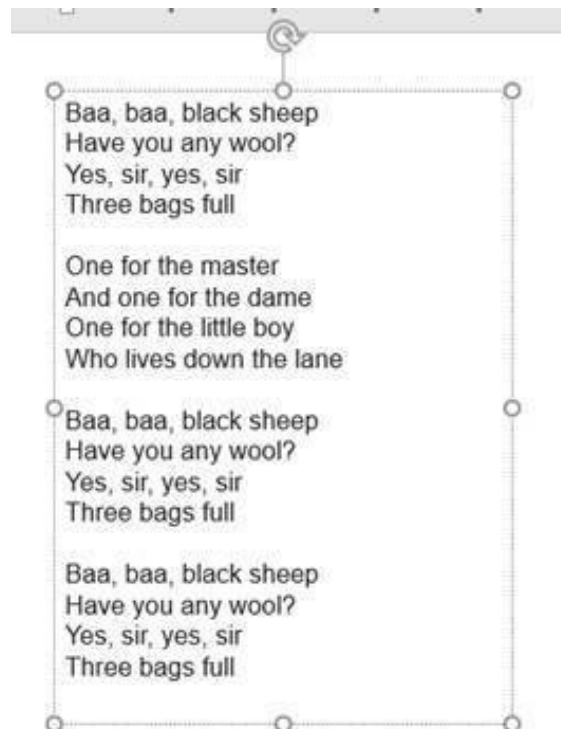 Baa, baa, black sheep
Have you any wool?
Yes, sir, yes, sir
Three bags full

One for the master
And one for the dame
One for the little boy
Who lives down the lane

Baa, baa, black sheep
Have you any wool?
Yes, sir, yes, sir
Three bags full

Baa, baa, black sheep
Have you any wool?
Yes, sir, yes, sir
Three bags full